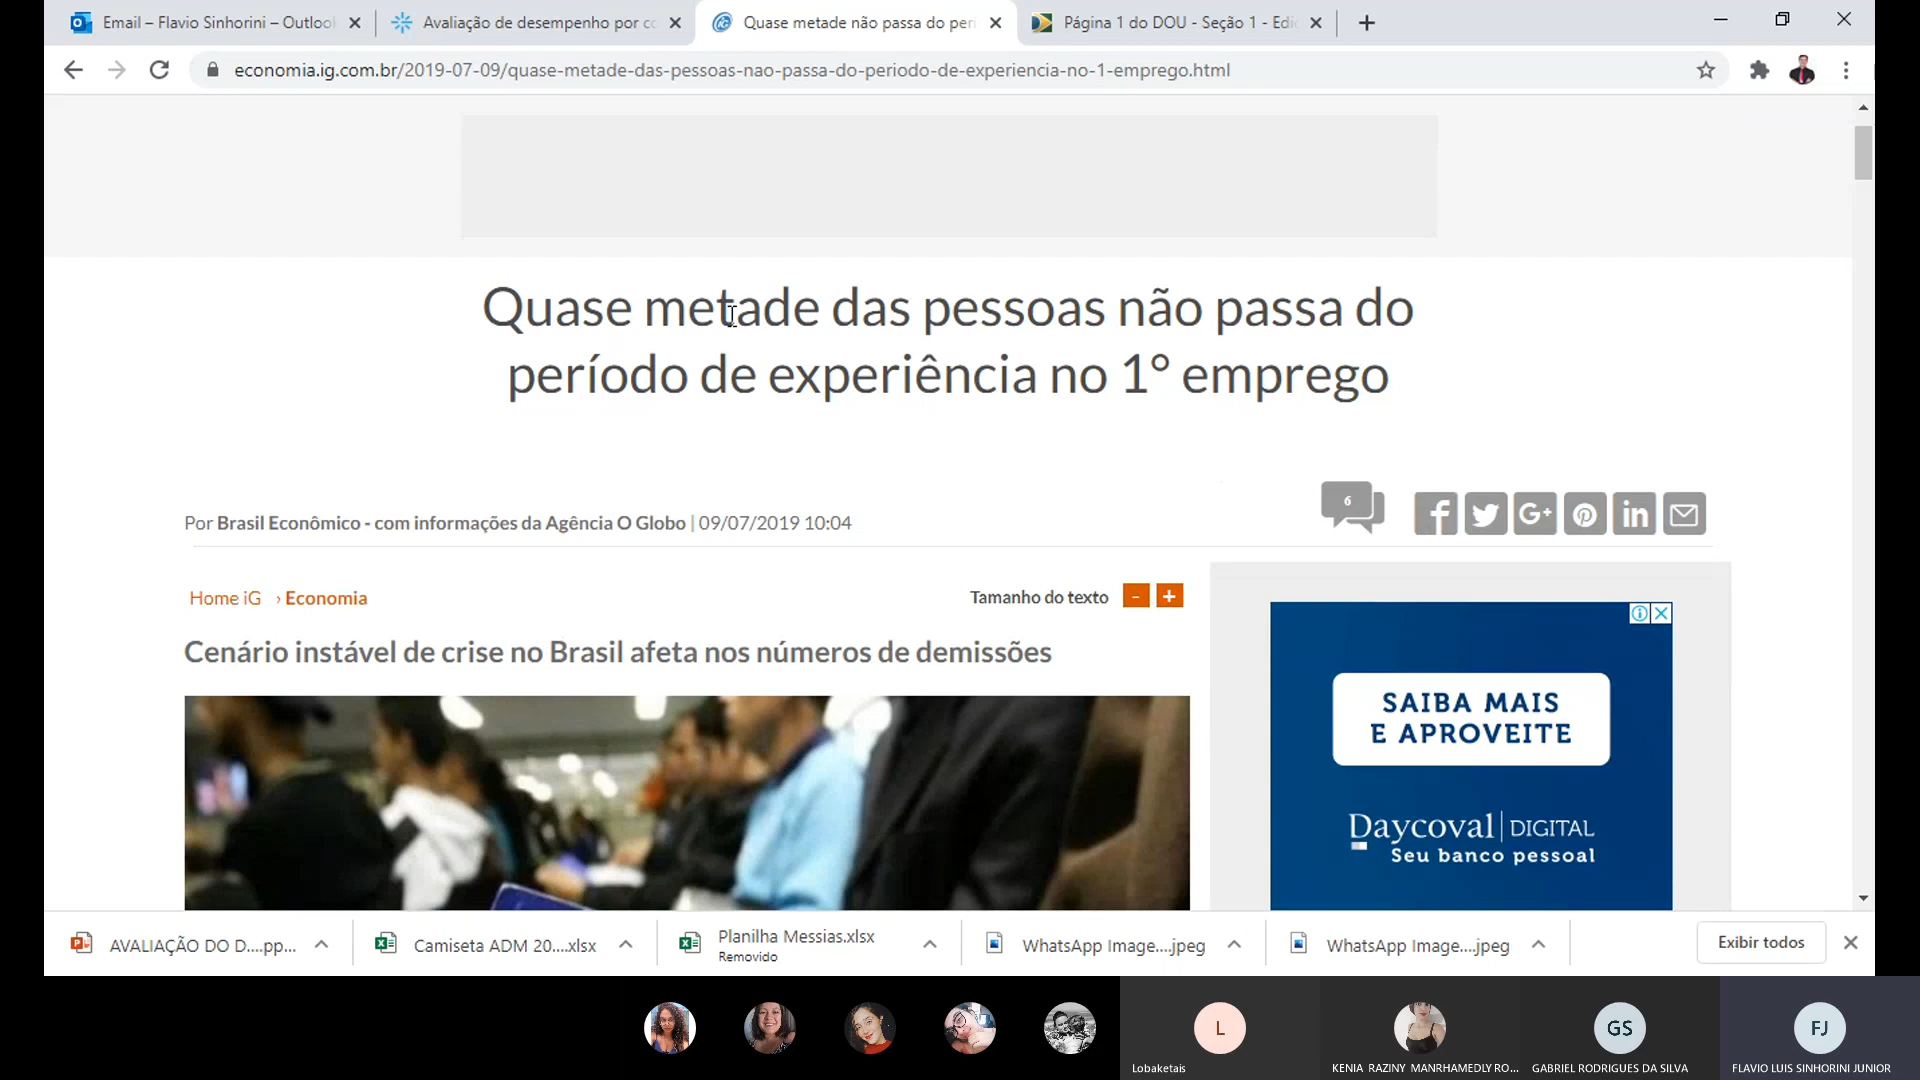 Email – Flavio Sinhorini – Outloo
Avaliação de desempenho por co
Quase metade não passa do per
Página 1 do DOU - Seção 1 - Edi
economia.ig.com.br/2019-07-09/quase-metade-das-pessoas-nao-passa-do-periodo-de-experiencia-no-1-emprego.html
Quase metade das pessoas não passa do
período de experiência no 1º emprego
6
Por Brasil Econômico - com informações da Agência O Globo | 09/07/2019 10:04
Home iG › Economia
Tamanho do texto - +
Cenário instável de crise no Brasil afeta nos números de demissões
SAIBA MAIS
E APROVEITE
Daycoval | DIGITAL
Seu banco pessoal
AVALIAÇÃO DO D....pp...
Camiseta ADM 20....xlsx
Planilha Messias.xlsx
Removido
WhatsApp Image....jpeg
WhatsApp Image....jpeg
Exibir todos
L
GS
FJ
Lobaketais
KENIA RAZINY MANRHAMEDLY RO...
GABRIEL RODRIGUES DA SILVA
FLAVIO LUIS SINHORINI JUNIOR